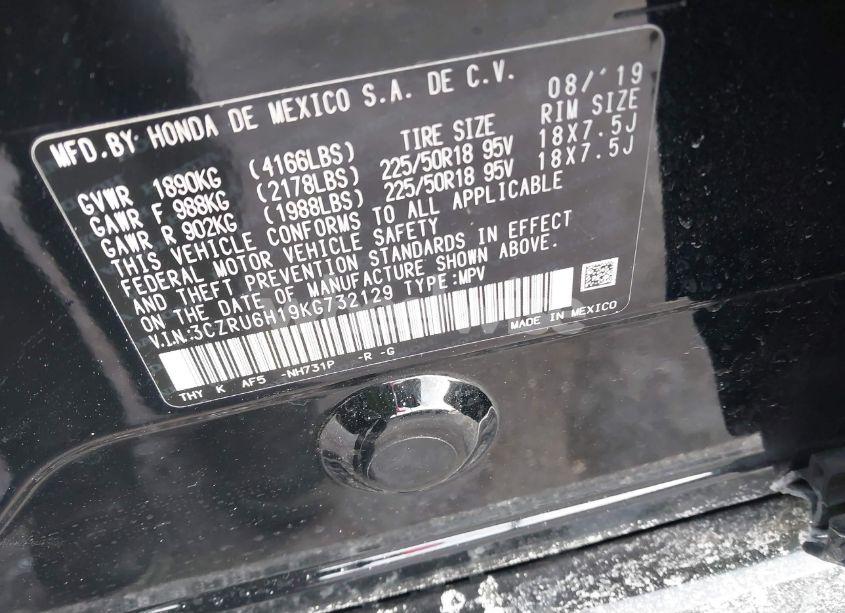 MFD.BY HONDA DE MEXICO S.A. DE C.V. 08/'19
GVWR 1890KG (4166LBS) TIRE SIZE RIM SIZE
GAWR F 988KG (2178LBS) 225/50R18 95V 18X7.5J
GAWR R 902KG (1988LBS) 225/50R18 95V 18X7.5J
THIS VEHICLE CONFORMS TO ALL APPLICABLE
FEDERAL MOTOR VEHICLE SAFETY
AND THEFT PREVENTION STANDARDS IN EFFECT
ON THE DATE OF MANUFACTURE SHOWN ABOVE.
V.I.N:3CZRU6H19KG732129 TYPE:MPV
MADE IN MEXICO
THY K AF5 -NH731P -R -G